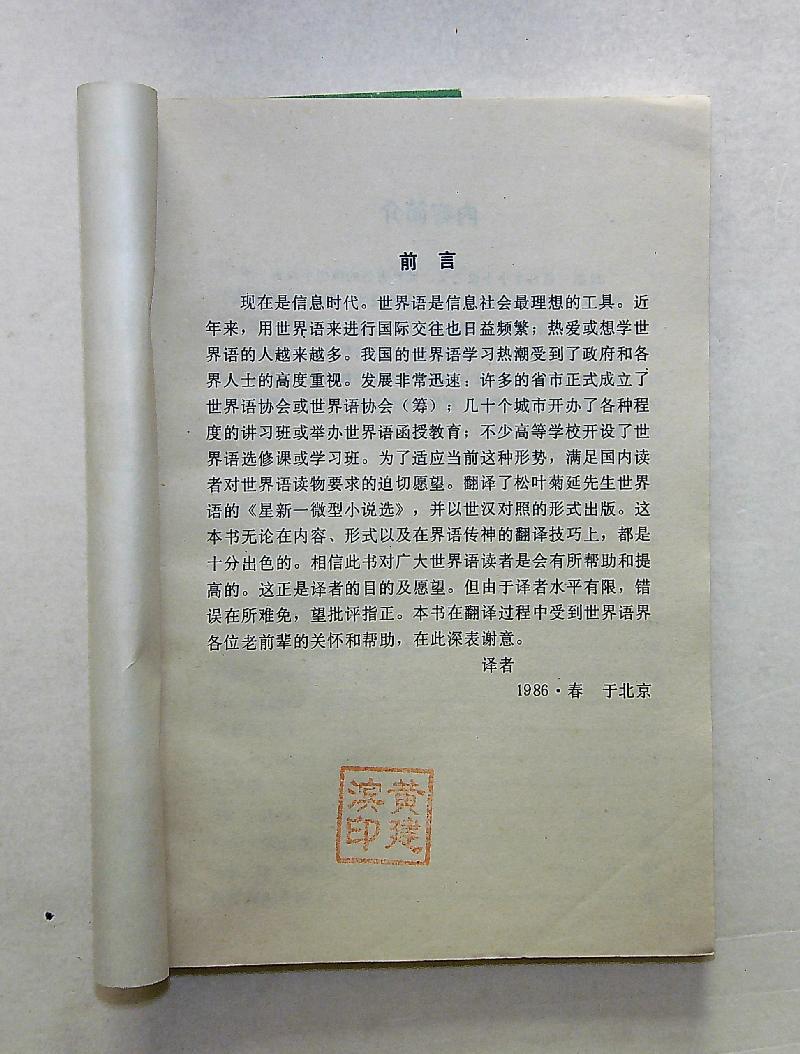 前 言
现在是信息时代。世界语是信息社会最理想的工具。近
年来，用世界语来进行国际交往也日益频繁；热爱或想学世
界语的人越来越多。我国的世界语学习热潮受到了政府和各
界人士的高度重视。发展非常迅速；许多的省市正式成立了
世界语协会或世界语协会（筹）；几十个城市开办了各种程
度的讲习班或举办世界语函授教育；不少高等学校开设了世
界语选修课或学习班。为了适应当前这种形势，满足国内读
者对世界语读物要求的迫切愿望。翻译了松叶菊延先生世界
语的《星新一微型小说选》，并以世汉对照的形式出版。这
本书无论在内容、形式以及在界语传神的翻译技巧上，都是
十分出色的。相信此书对广大世界语读者是会有所帮助和提
高的。这正是译者的目的及愿望。但由于译者水平有限，错
误在所难免，望批评指正。本书在翻译过程中受到世界语界
各位老前辈的关怀和帮助，在此深表谢意。
译者
1986·春　于北京
黄建
滨印